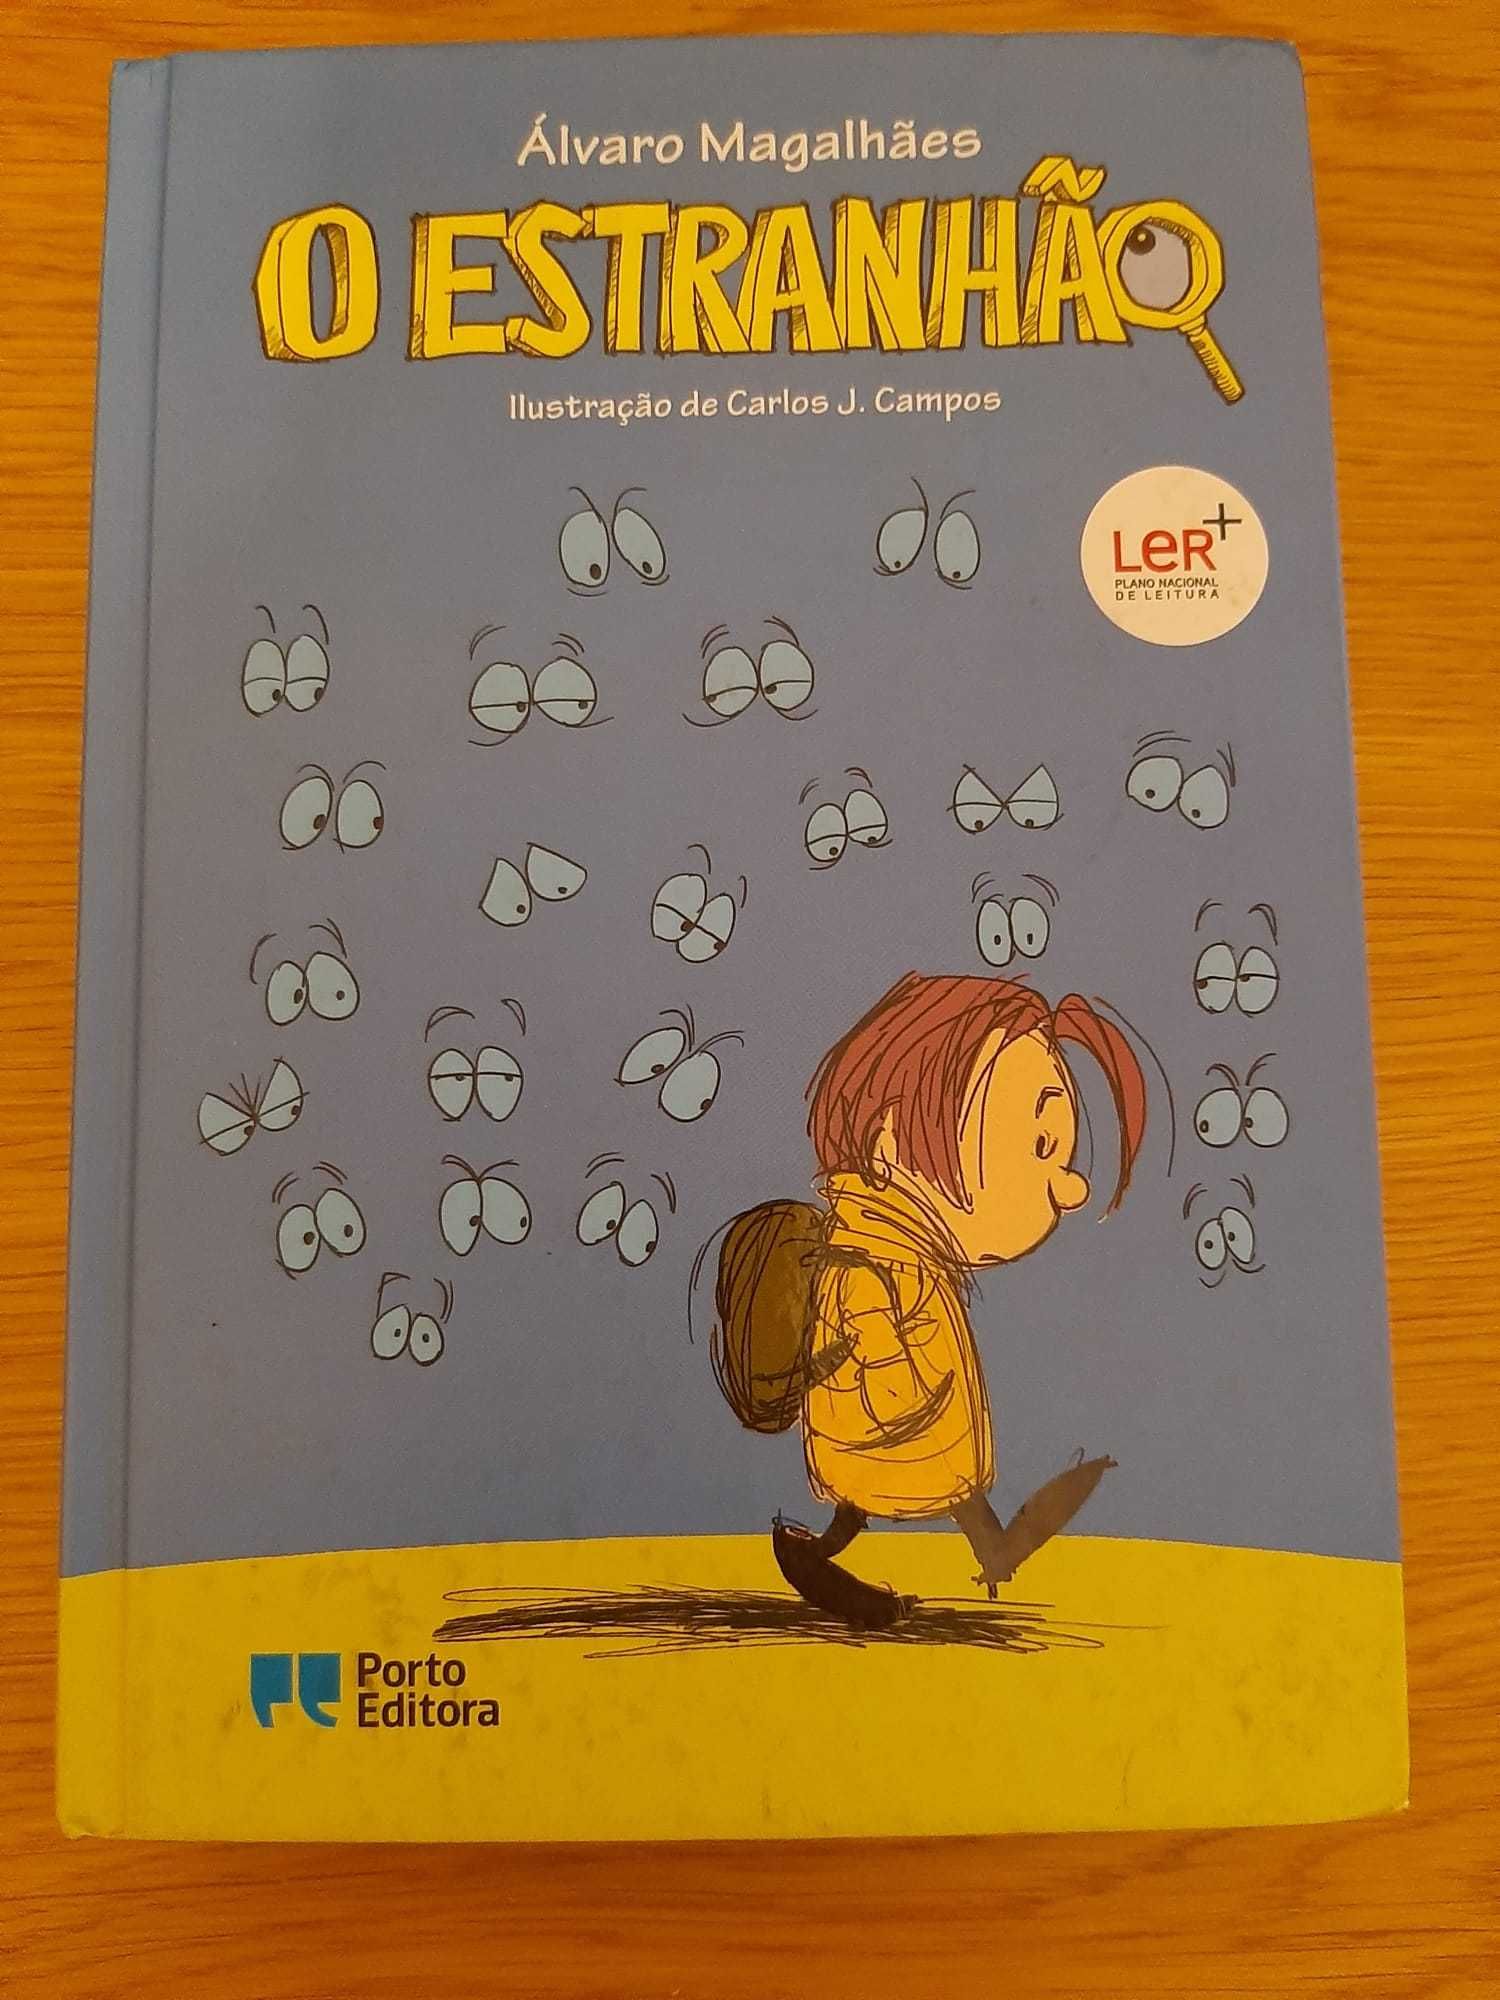 Álvaro Magalhães
O ESTRANHÃO
Ilustração de Carlos J. Campos
LeR+
PLANO NACIONAL
DE LEITURA
Porto
Editora